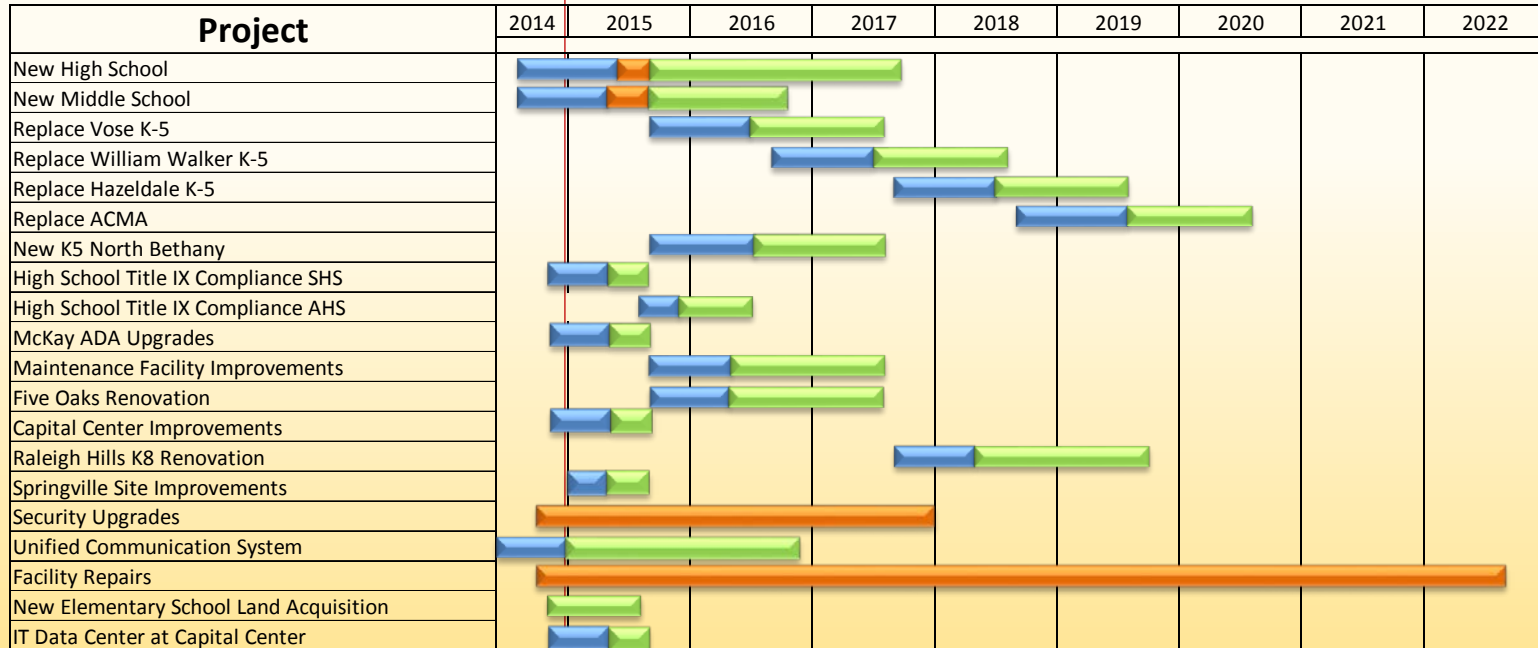 Project 2014 2015 2016 2017 2018 2019 2020 2021 2022
New High School
New Middle School
Replace Vose K-5
Replace William Walker K-5
Replace Hazeldale K-5
Replace ACMA
New K5 North Bethany
High School Title IX Compliance SHS
High School Title IX Compliance AHS
McKay ADA Upgrades
Maintenance Facility Improvements
Five Oaks Renovation
Capital Center Improvements
Raleigh Hills K8 Renovation
Springville Site Improvements
Security Upgrades
Unified Communication System
Facility Repairs
New Elementary School Land Acquisition
IT Data Center at Capital Center